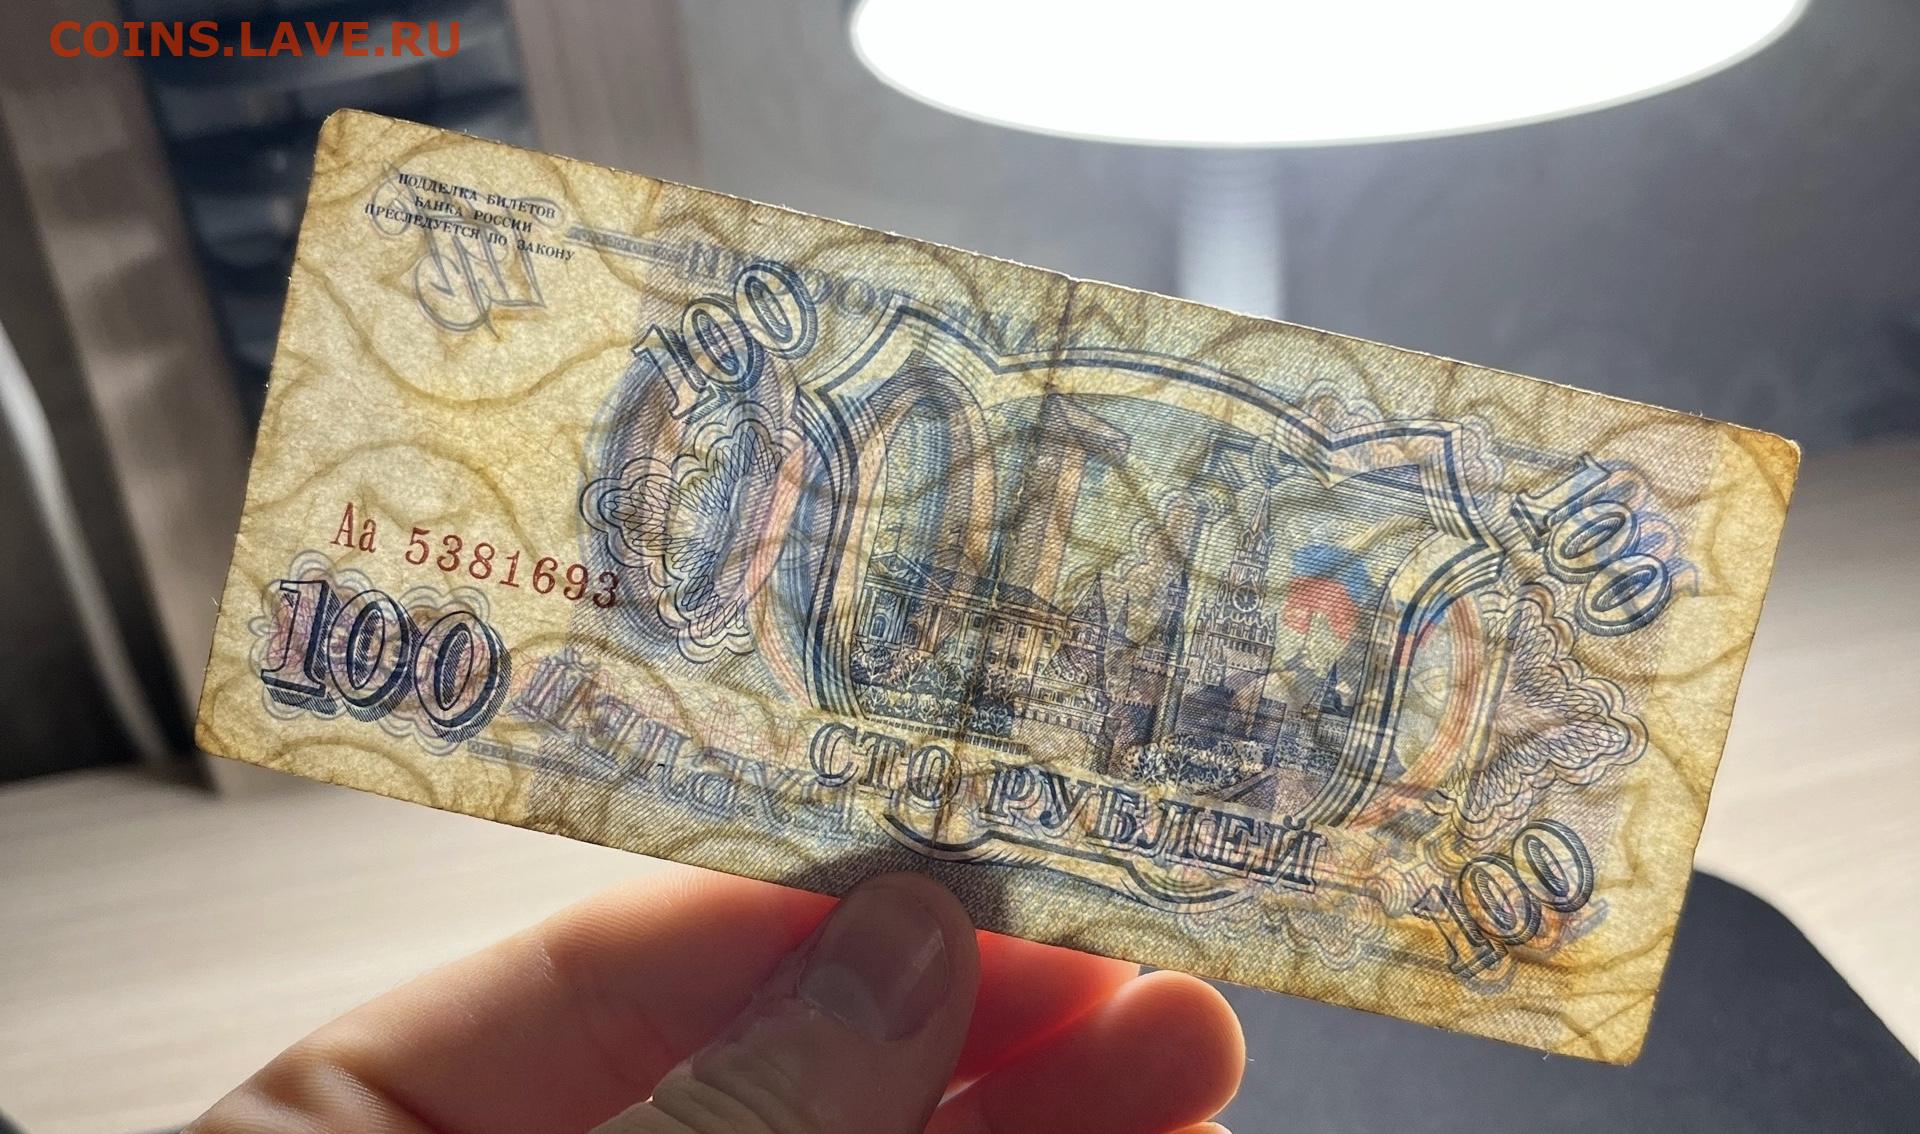 COINS.LAVE.RU
ПОДДЕЛКА БИЛЕТОВ
БАНКА РОССИИ
ПРЕСЛЕДУЕТСЯ ПО ЗАКОНУ
100
100
Аа 5381693
100
СТО РУБЛЕЙ
100